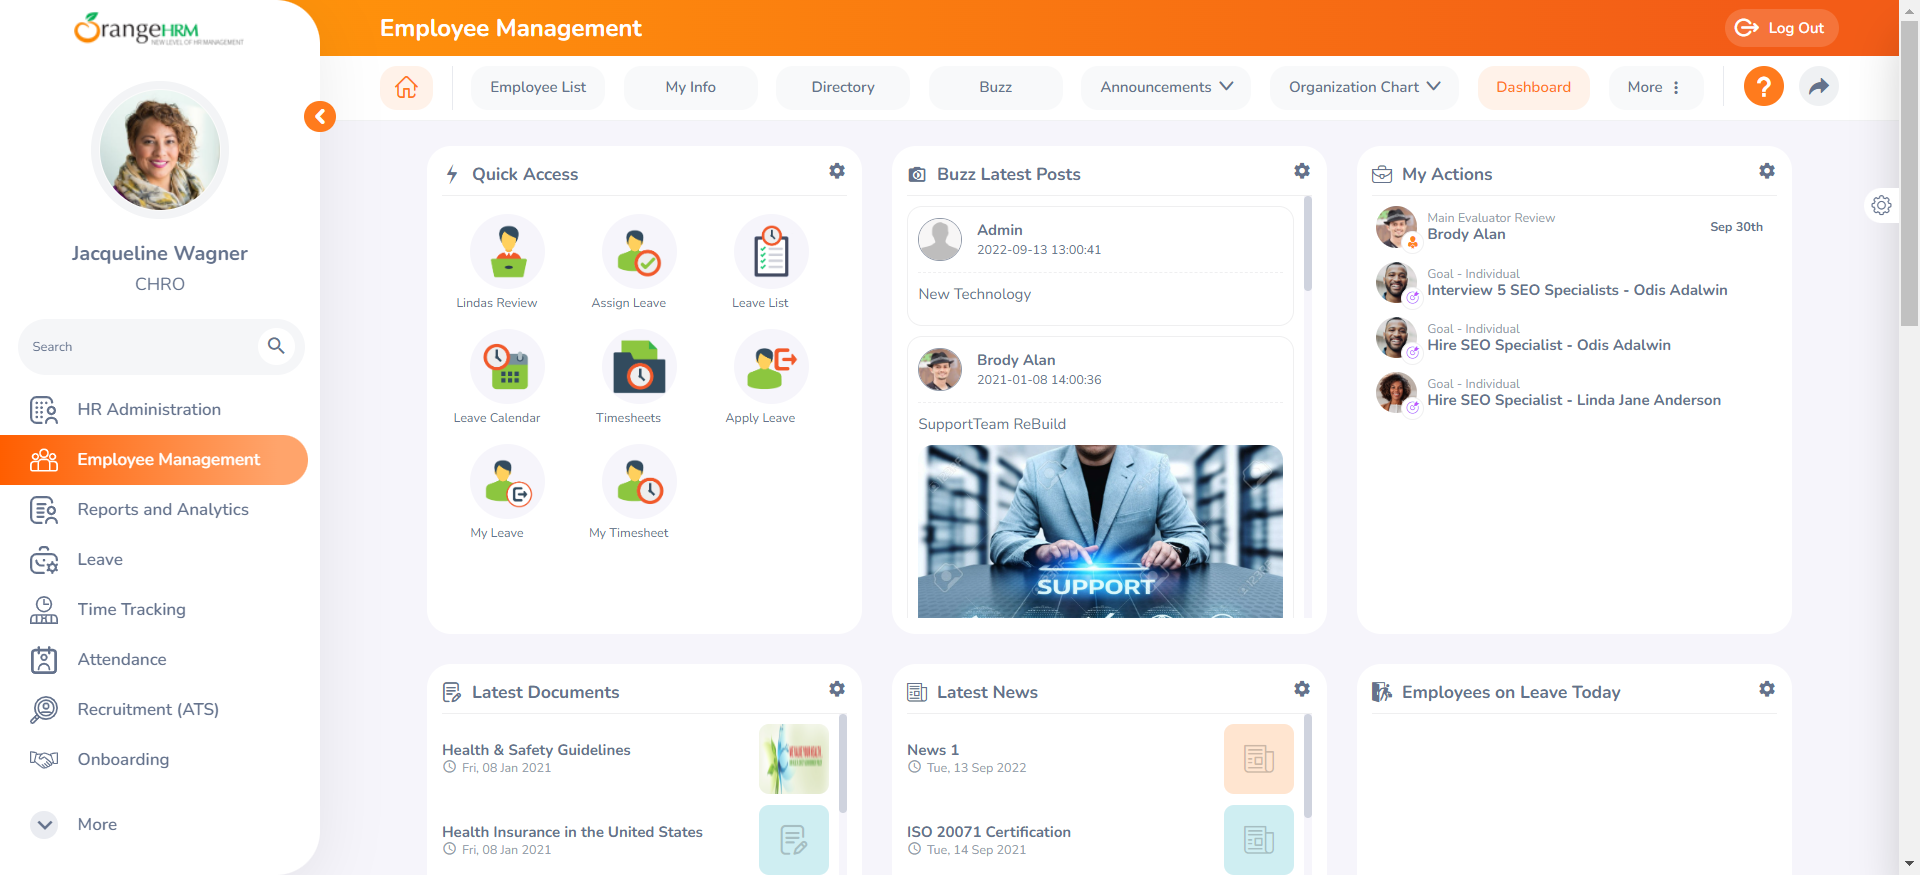 OrangeHRM
NEW LEVEL OF HR MANAGEMENT
Employee Management
Log Out
Employee List
My Info
Directory
Buzz
Announcements
Organization Chart
Dashboard
More
?
Jacqueline Wagner
CHRO
Search
HR Administration
Employee Management
Reports and Analytics
Leave
Time Tracking
Attendance
Recruitment (ATS)
Onboarding
More
Quick Access
Lindas Review
Assign Leave
Leave List
Leave Calendar
Timesheets
Apply Leave
My Leave
My Timesheet
Buzz Latest Posts
Admin
2022-09-13 13:00:41
New Technology
Brody Alan
2021-01-08 14:00:36
SupportTeam ReBuild
SUPPORT
My Actions
Main Evaluator Review
Brody Alan
Sep 30th
Goal - Individual
Interview 5 SEO Specialists - Odis Adalwin
Goal - Individual
Hire SEO Specialist - Odis Adalwin
Goal - Individual
Hire SEO Specialist - Linda Jane Anderson
Latest Documents
Health & Safety Guidelines
Fri, 08 Jan 2021
Health Insurance in the United States
Fri, 08 Jan 2021
Latest News
News 1
Tue, 13 Sep 2022
ISO 20071 Certification
Tue, 14 Sep 2021
Employees on Leave Today